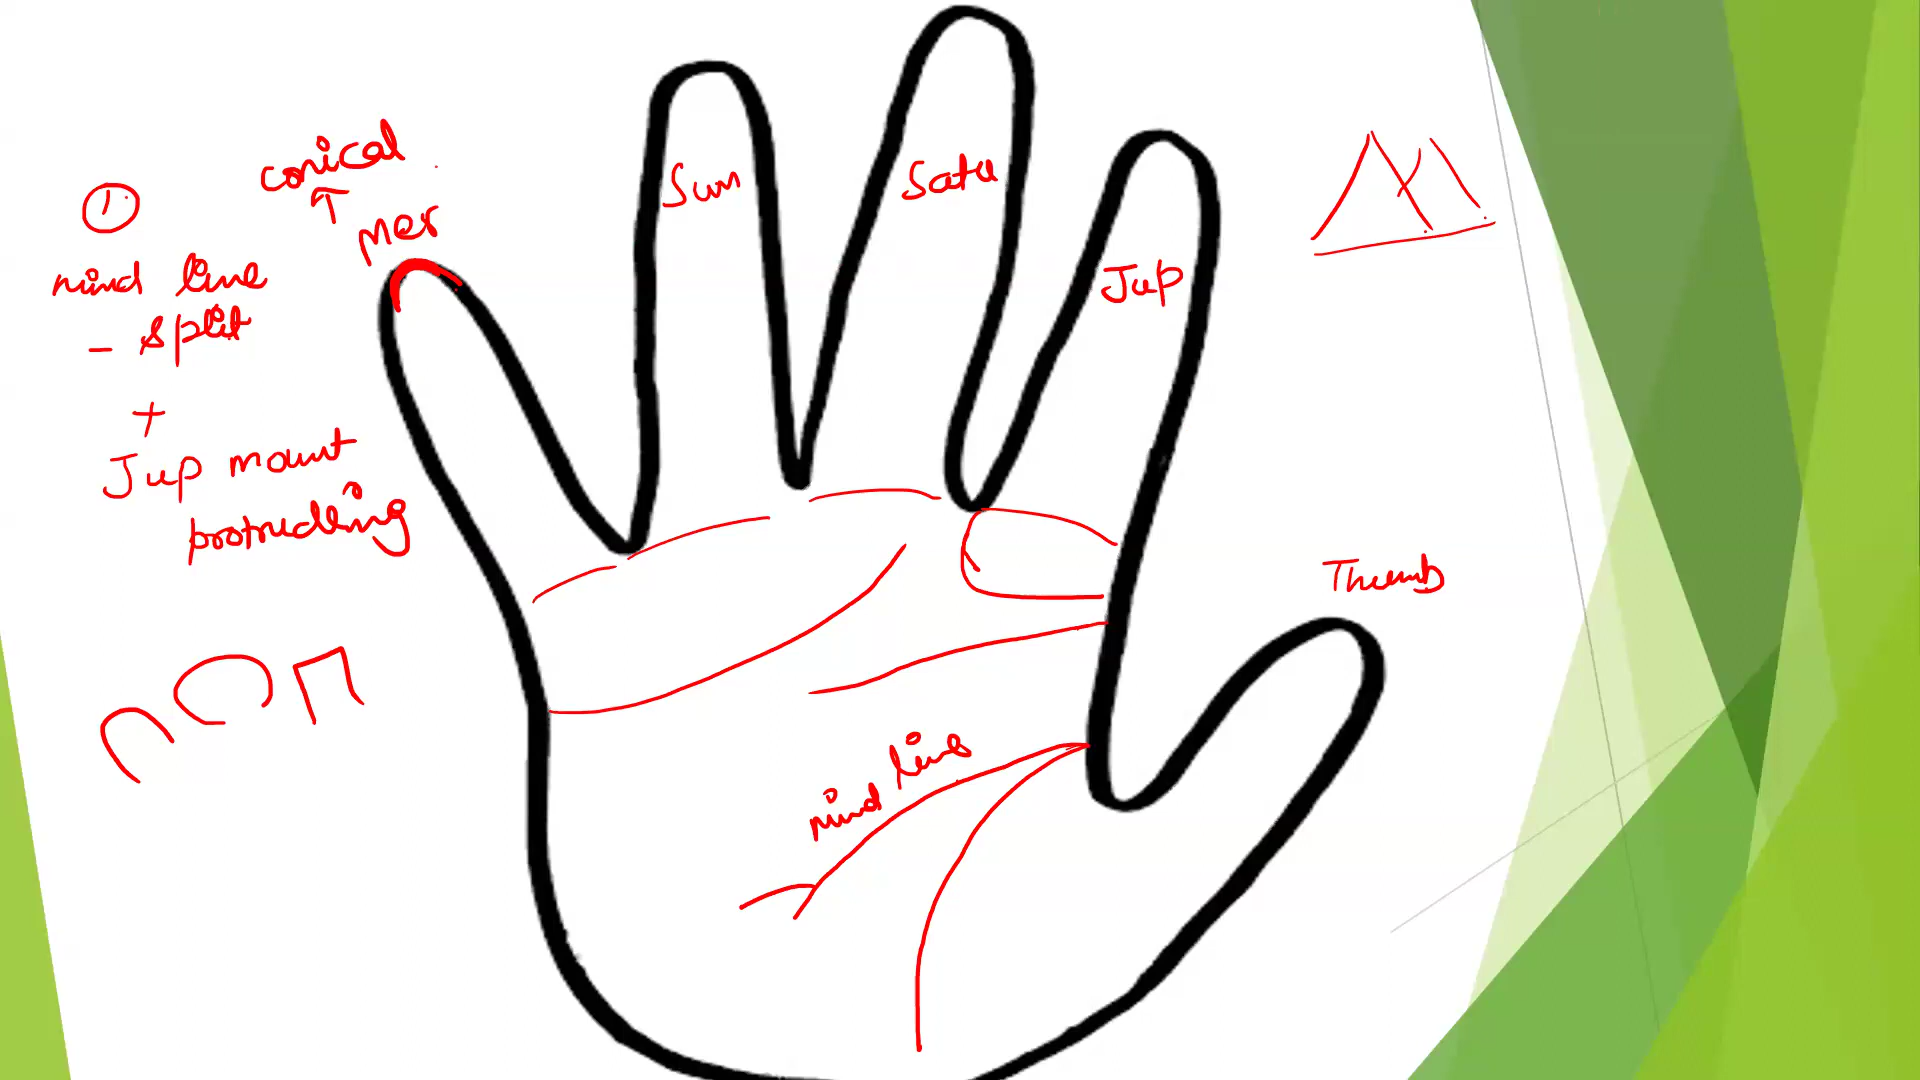 conical
↑
Mer
①
mind line
- split
+
Jup mount
protruding
Sun
Satu
Jup
Thumb
mind line